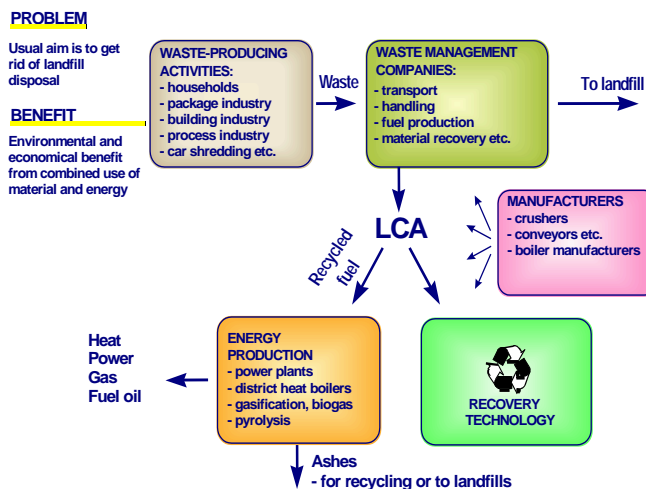 PROBLEM
Usual aim is to get
rid of landfill
disposal
BENEFIT
Environmental and
economical benefit
from combined use of
material and energy
WASTE-PRODUCING
ACTIVITIES:
- households
- package industry
- building industry
- process industry
- car shredding etc.
Waste
WASTE MANAGEMENT
COMPANIES:
- transport
- handling
- fuel production
- material recovery etc.
To landfill
LCA
MANUFACTURERS
- crushers
- conveyors etc.
- boiler manufacturers
Recycled
fuel
Heat
Power
Gas
Fuel oil
ENERGY
PRODUCTION
- power plants
- district heat boilers
- gasification, biogas
- pyrolysis
RECOVERY
TECHNOLOGY
Ashes
- for recycling or to landfills